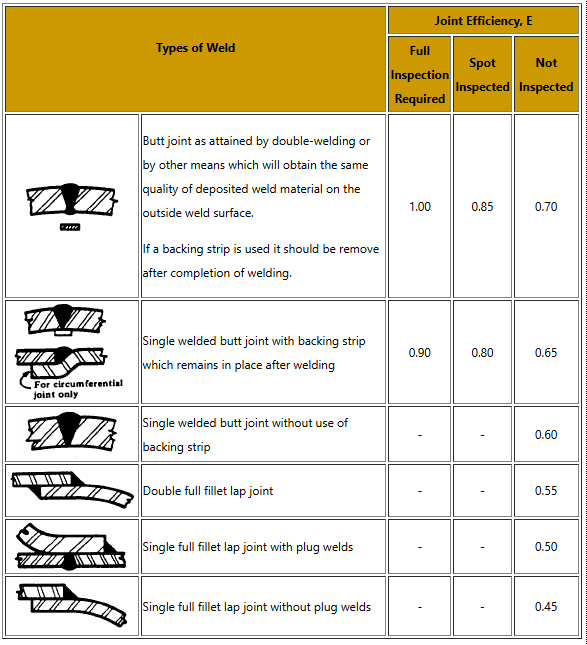 Types of Weld
Joint Efficiency, E
Full
Inspection
Required
Spot
Inspected
Not
Inspected
Butt joint as attained by double-welding or
by other means which will obtain the same
quality of deposited weld material on the
outside weld surface.
If a backing strip is used it should be remove
after completion of welding.
1.00
0.85
0.70
For circumferential
joint only
Single welded butt joint with backing strip
which remains in place after welding
0.90
0.80
0.65
Single welded butt joint without use of
backing strip
-
-
0.60
Double full fillet lap joint
-
-
0.55
Single full fillet lap joint with plug welds
-
-
0.50
Single full fillet lap joint without plug welds
-
-
0.45